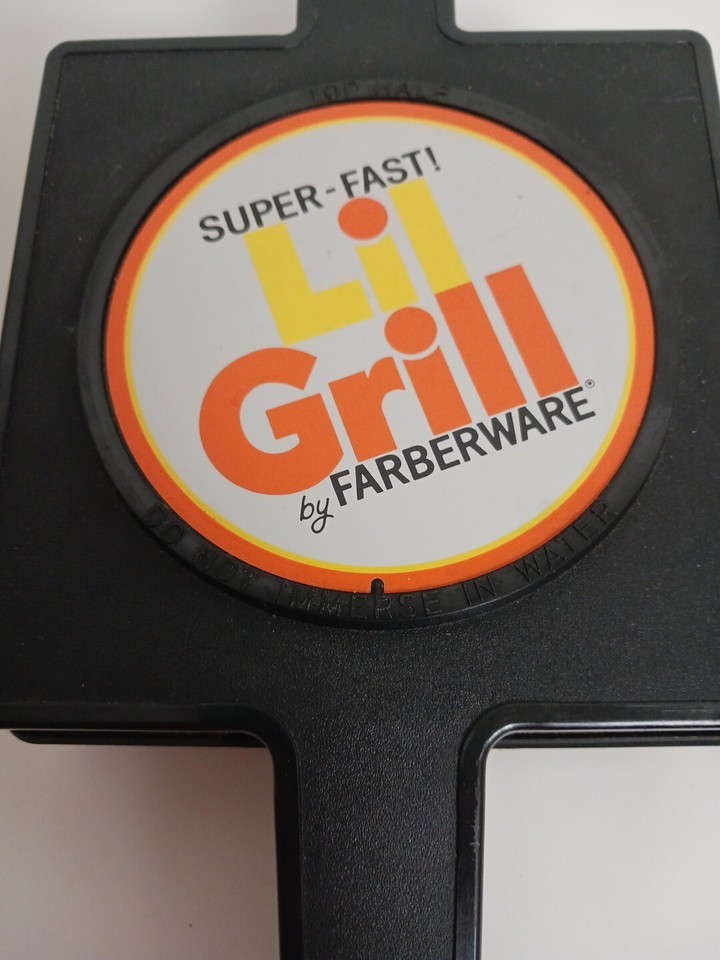 TOP HALF
SUPER-FAST!
Lil
Grill
by FARBERWARE®
DO NOT IMMERSE IN WATER